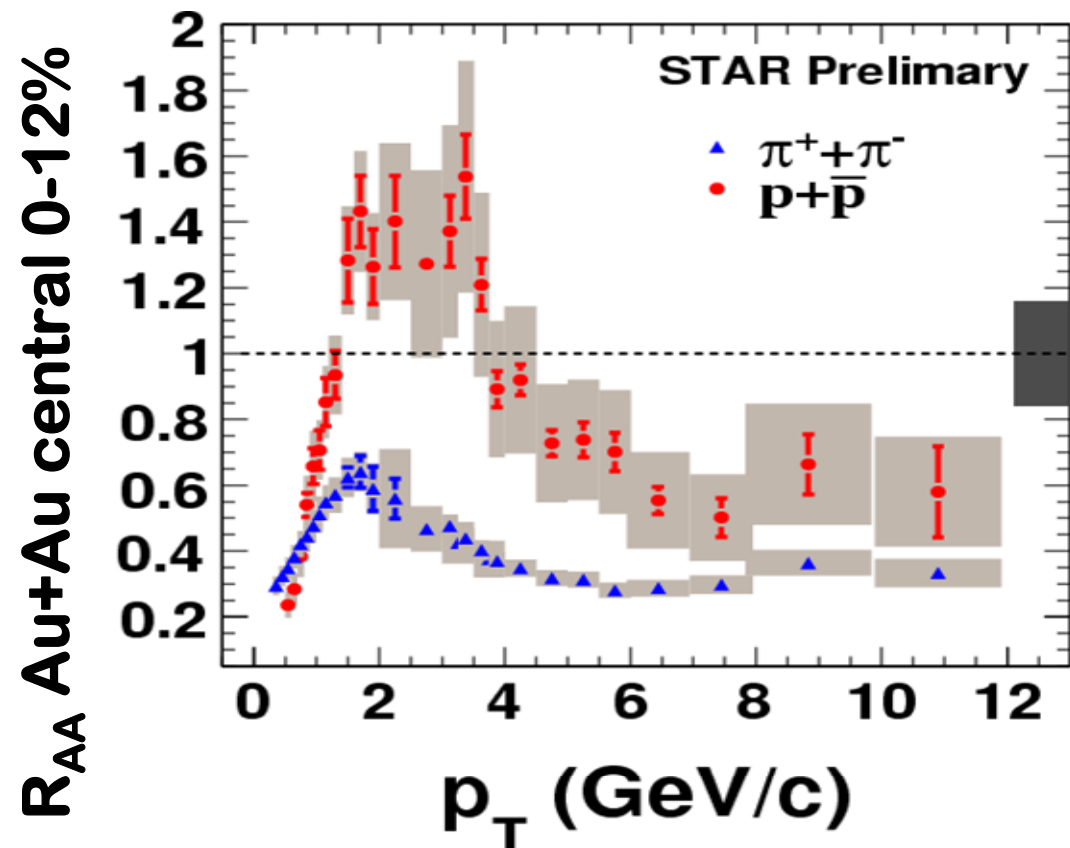 R_AA Au+Au central 0-12%
STAR Prelimary
π⁺+π⁻
p+p̅
2
1.8
1.6
1.4
1.2
1
0.8
0.6
0.4
0.2
0 2 4 6 8 10 12
p_T (GeV/c)